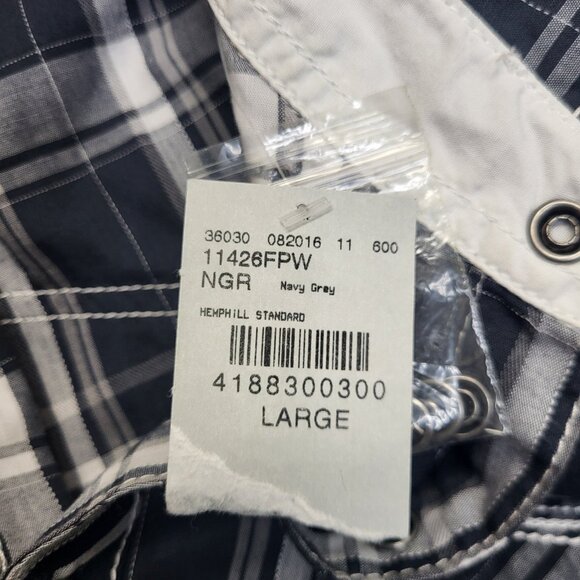 36030 082016 11 600
11426FPW
NGR Navy Grey
HEMPHILL STANDARD
4188300300
LARGE